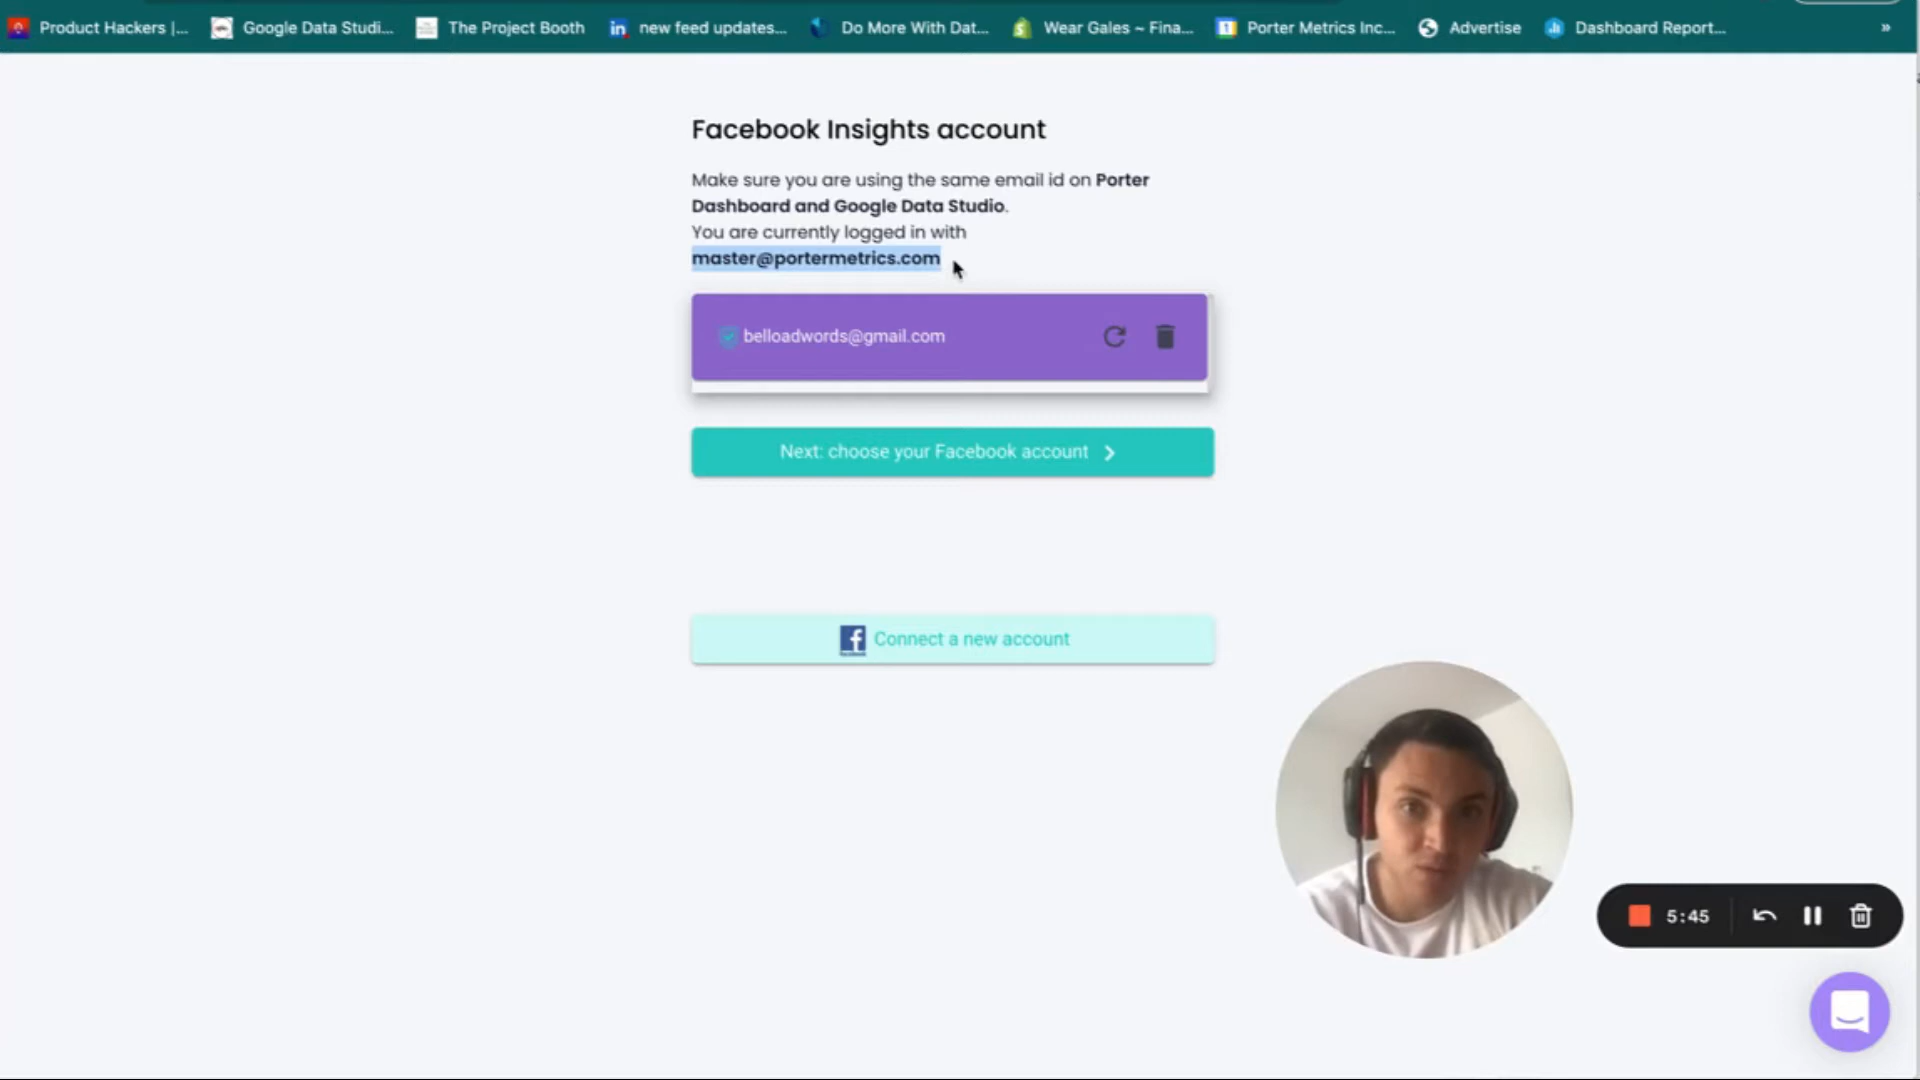 Product Hackers |...
Google Data Studi...
The Project Booth
new feed updates...
Do More With Dat...
Wear Gales ~ Fina...
Porter Metrics Inc...
Advertise
Dashboard Report...
»
Facebook Insights account
Make sure you are using the same email id on Porter
Dashboard and Google Data Studio.
You are currently logged in with
master@portermetrics.com
belloadwords@gmail.com
Next: choose your Facebook account
Connect a new account
5:45